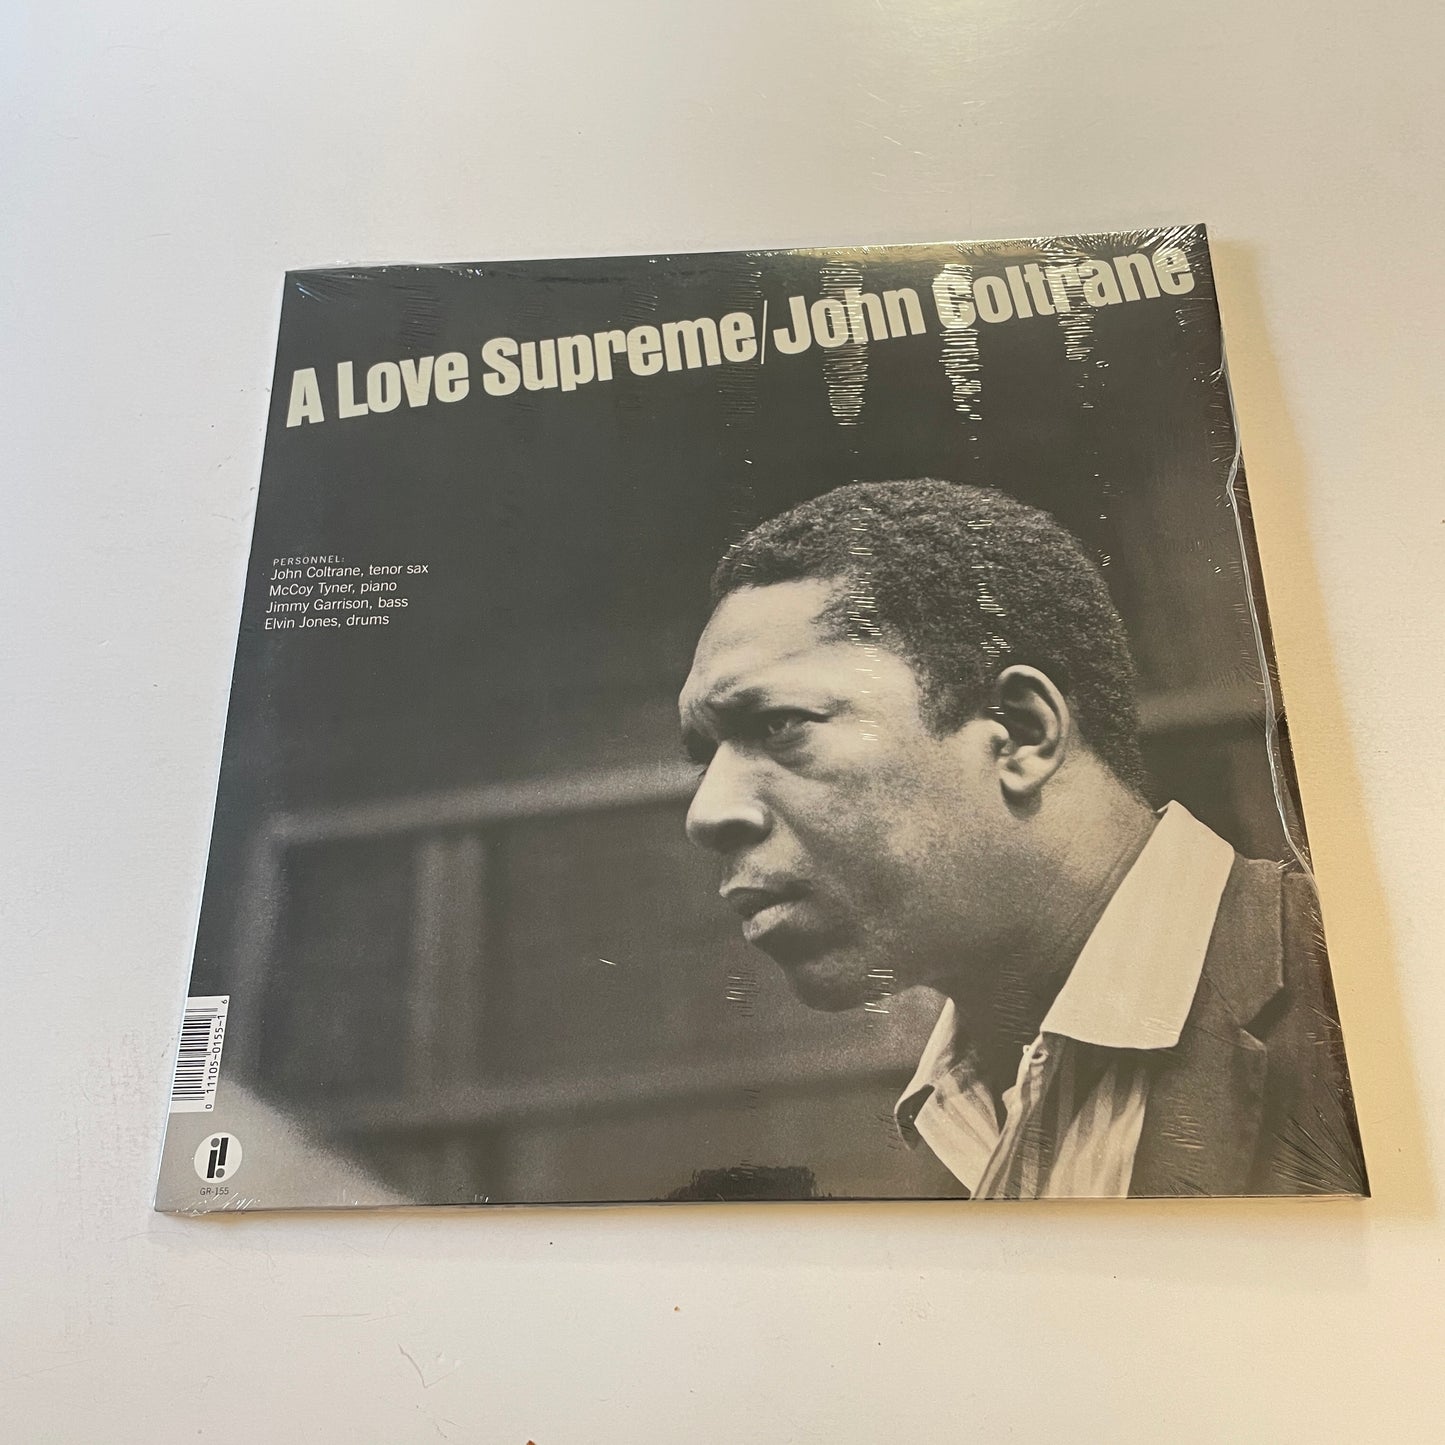 A Love Supreme/John Coltrane
PERSONNEL:
John Coltrane, tenor sax
McCoy Tyner, piano
Jimmy Garrison, bass
Elvin Jones, drums
0 11105-0155-1 6
i!
GR-155